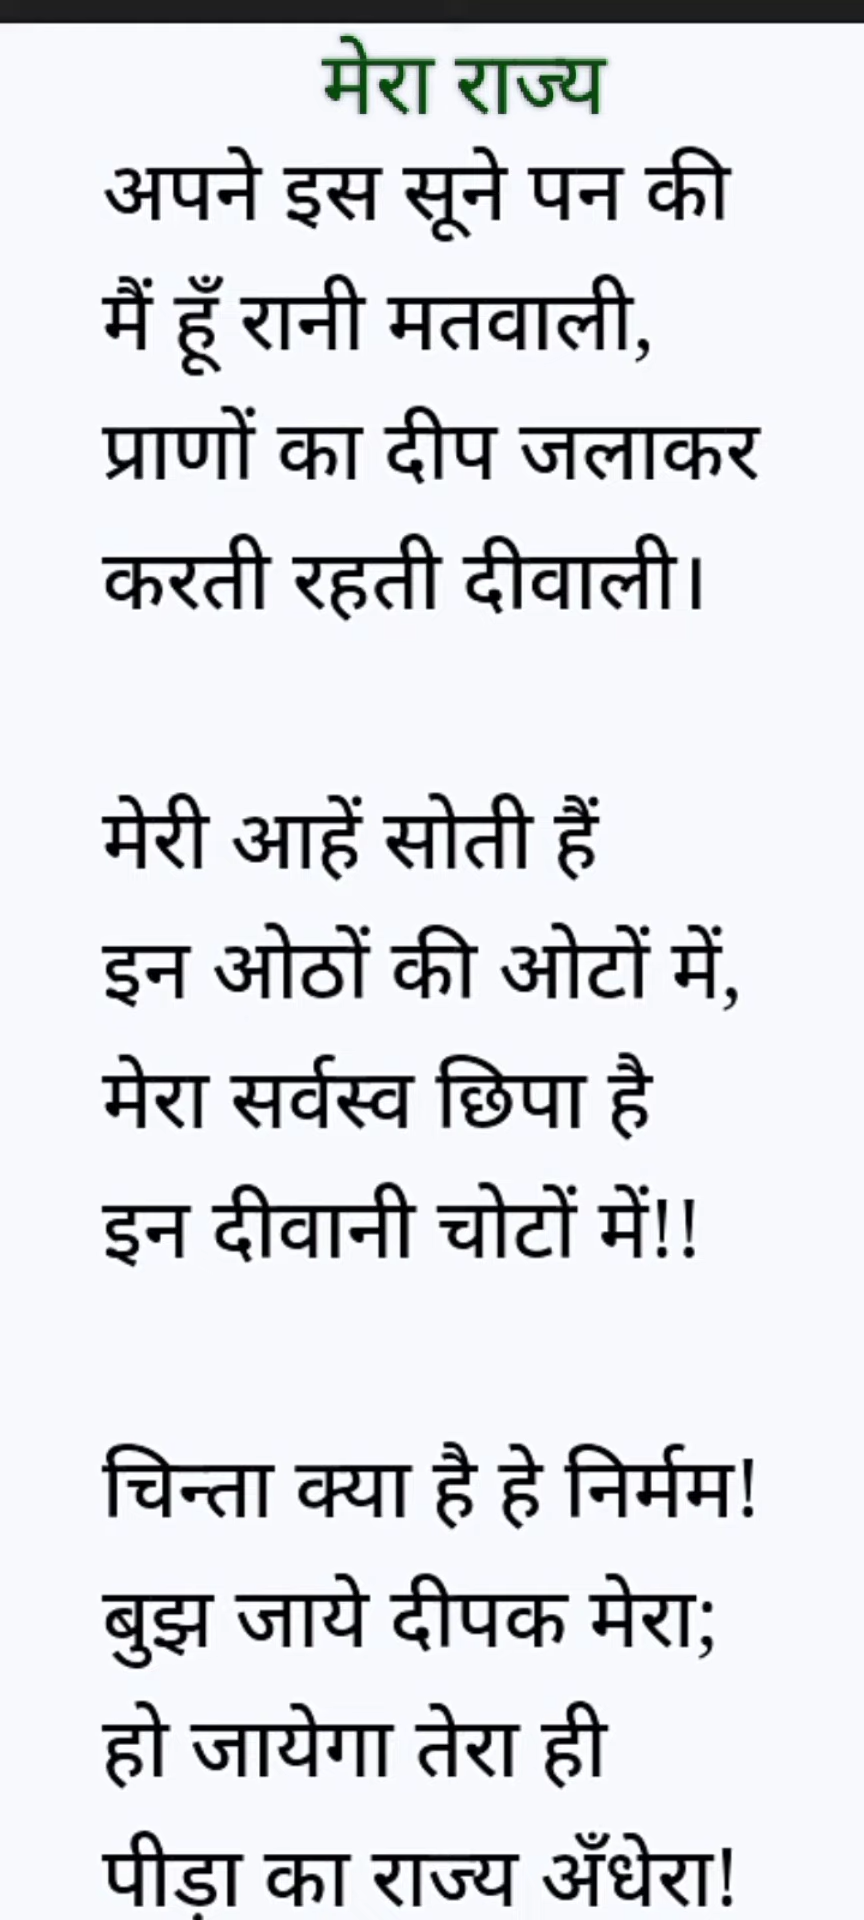 मेरा राज्य
अपने इस सूने पन की
मैं हूँ रानी मतवाली,
प्राणों का दीप जलाकर
करती रहती दीवाली।
मेरी आहें सोती हैं
इन ओठों की ओटों में,
मेरा सर्वस्व छिपा है
इन दीवानी चोटों में!!
चिन्ता क्या है हे निर्मम!
बुझ जाये दीपक मेरा;
हो जायेगा तेरा ही
पीड़ा का राज्य अँधेरा!